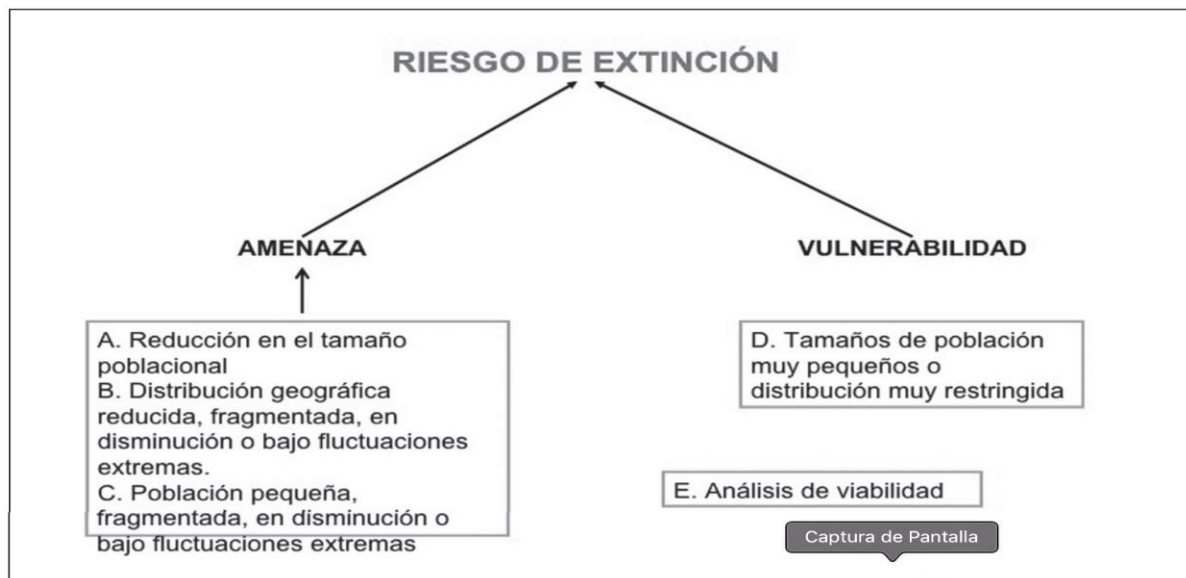 RIESGO DE EXTINCIÓN
AMENAZA
VULNERABILIDAD
A. Reducción en el tamaño
poblacional
B. Distribución geográfica
reducida, fragmentada, en
disminución o bajo fluctuaciones
extremas.
C. Población pequeña,
fragmentada, en disminución o
bajo fluctuaciones extremas
D. Tamaños de población
muy pequeños o
distribución muy restringida
E. Análisis de viabilidad
Captura de Pantalla